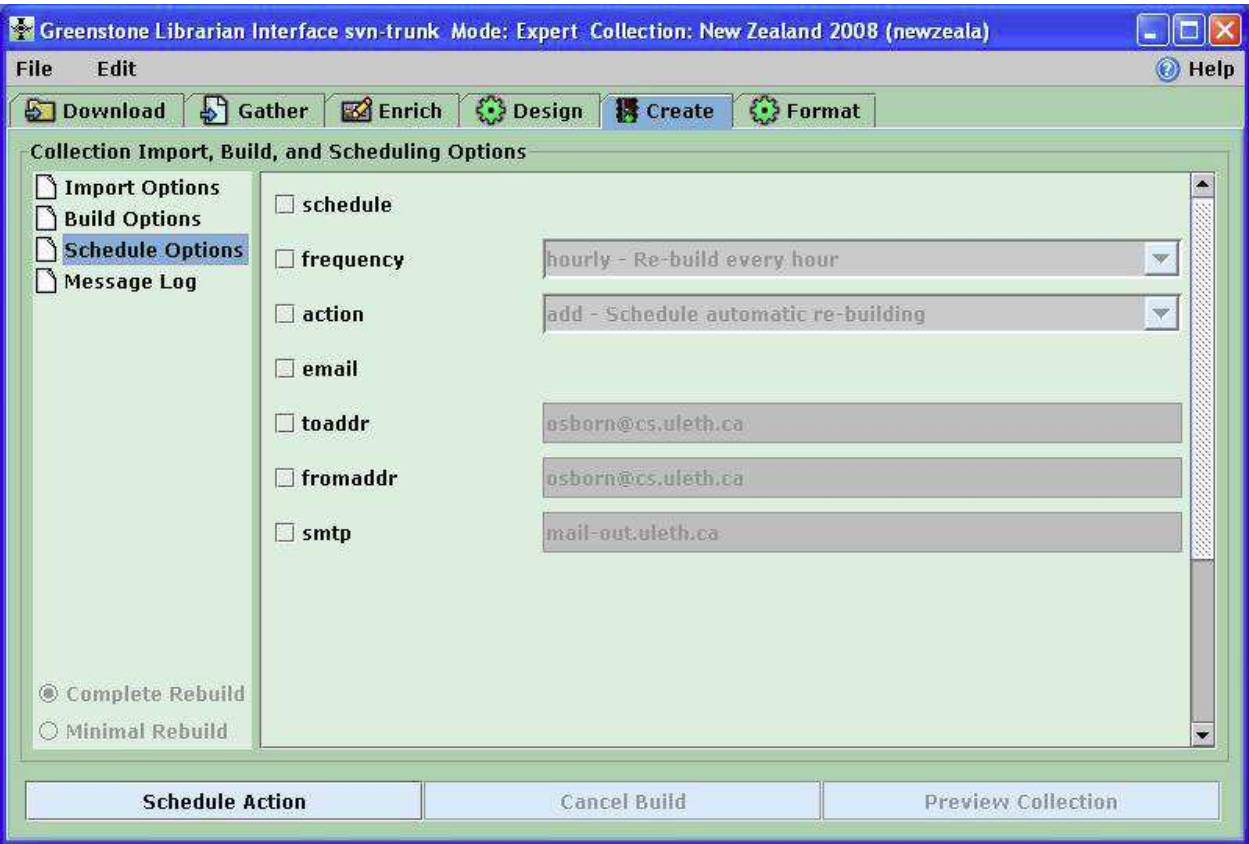 Greenstone Librarian Interface svn-trunk Mode: Expert Collection: New Zealand 2008 (newzeala)
File Edit Help
Download Gather Enrich Design Create Format
Collection Import, Build, and Scheduling Options
Import Options
Build Options
Schedule Options
Message Log
schedule
frequency hourly - Re-build every hour
action add - Schedule automatic re-building
email
toaddr osborn@cs.uleth.ca
fromaddr osborn@cs.uleth.ca
smtp mail-out.uleth.ca
Complete Rebuild
Minimal Rebuild
Schedule Action Cancel Build Preview Collection